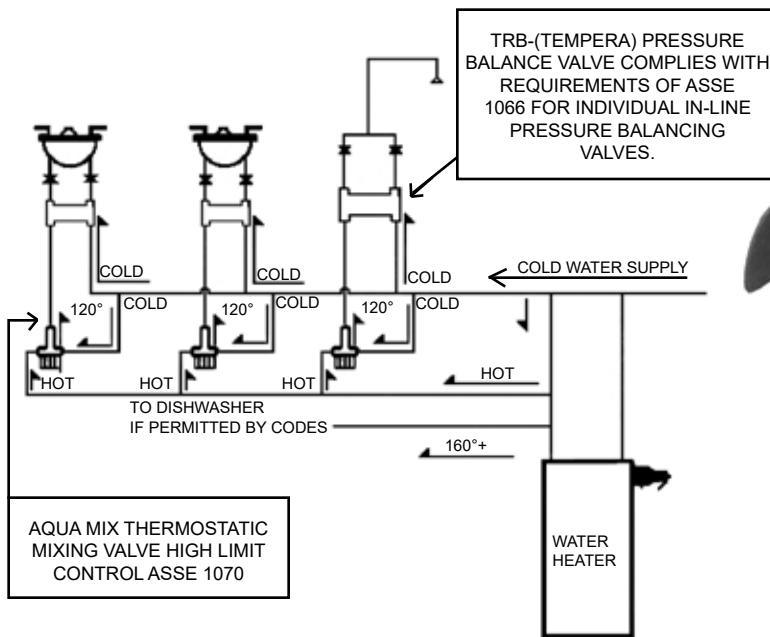 TRB-(TEMPERA) PRESSURE
BALANCE VALVE COMPLIES WITH
REQUIREMENTS OF ASSE
1066 FOR INDIVIDUAL IN-LINE
PRESSURE BALANCING
VALVES.
COLD
COLD
COLD
COLD WATER SUPPLY
120°
COLD
120°
COLD
120°
COLD
HOT
HOT
HOT
HOT
TO DISHWASHER
IF PERMITTED BY CODES
160°+
AQUA MIX THERMOSTATIC
MIXING VALVE HIGH LIMIT
CONTROL ASSE 1070
WATER
HEATER